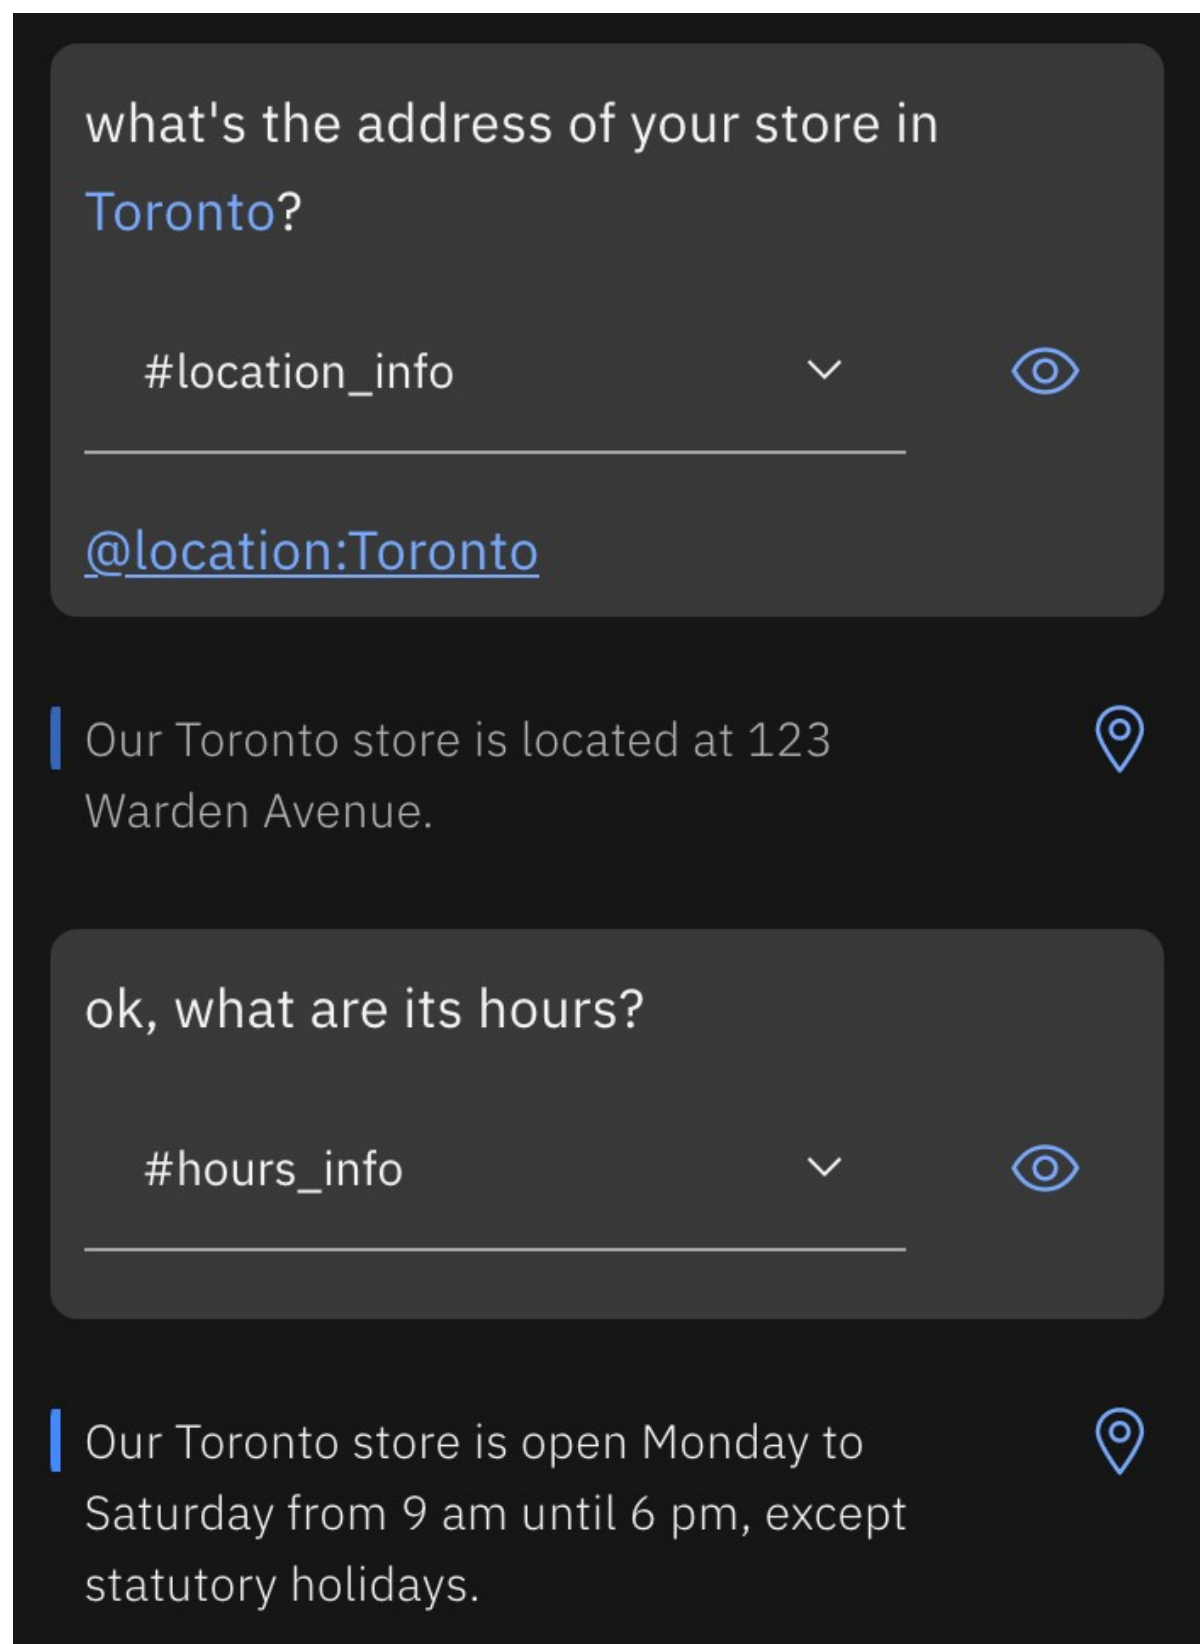 what's the address of your store in
Toronto?
#location_info
@location:Toronto
Our Toronto store is located at 123
Warden Avenue.
ok, what are its hours?
#hours_info
Our Toronto store is open Monday to
Saturday from 9 am until 6 pm, except
statutory holidays.